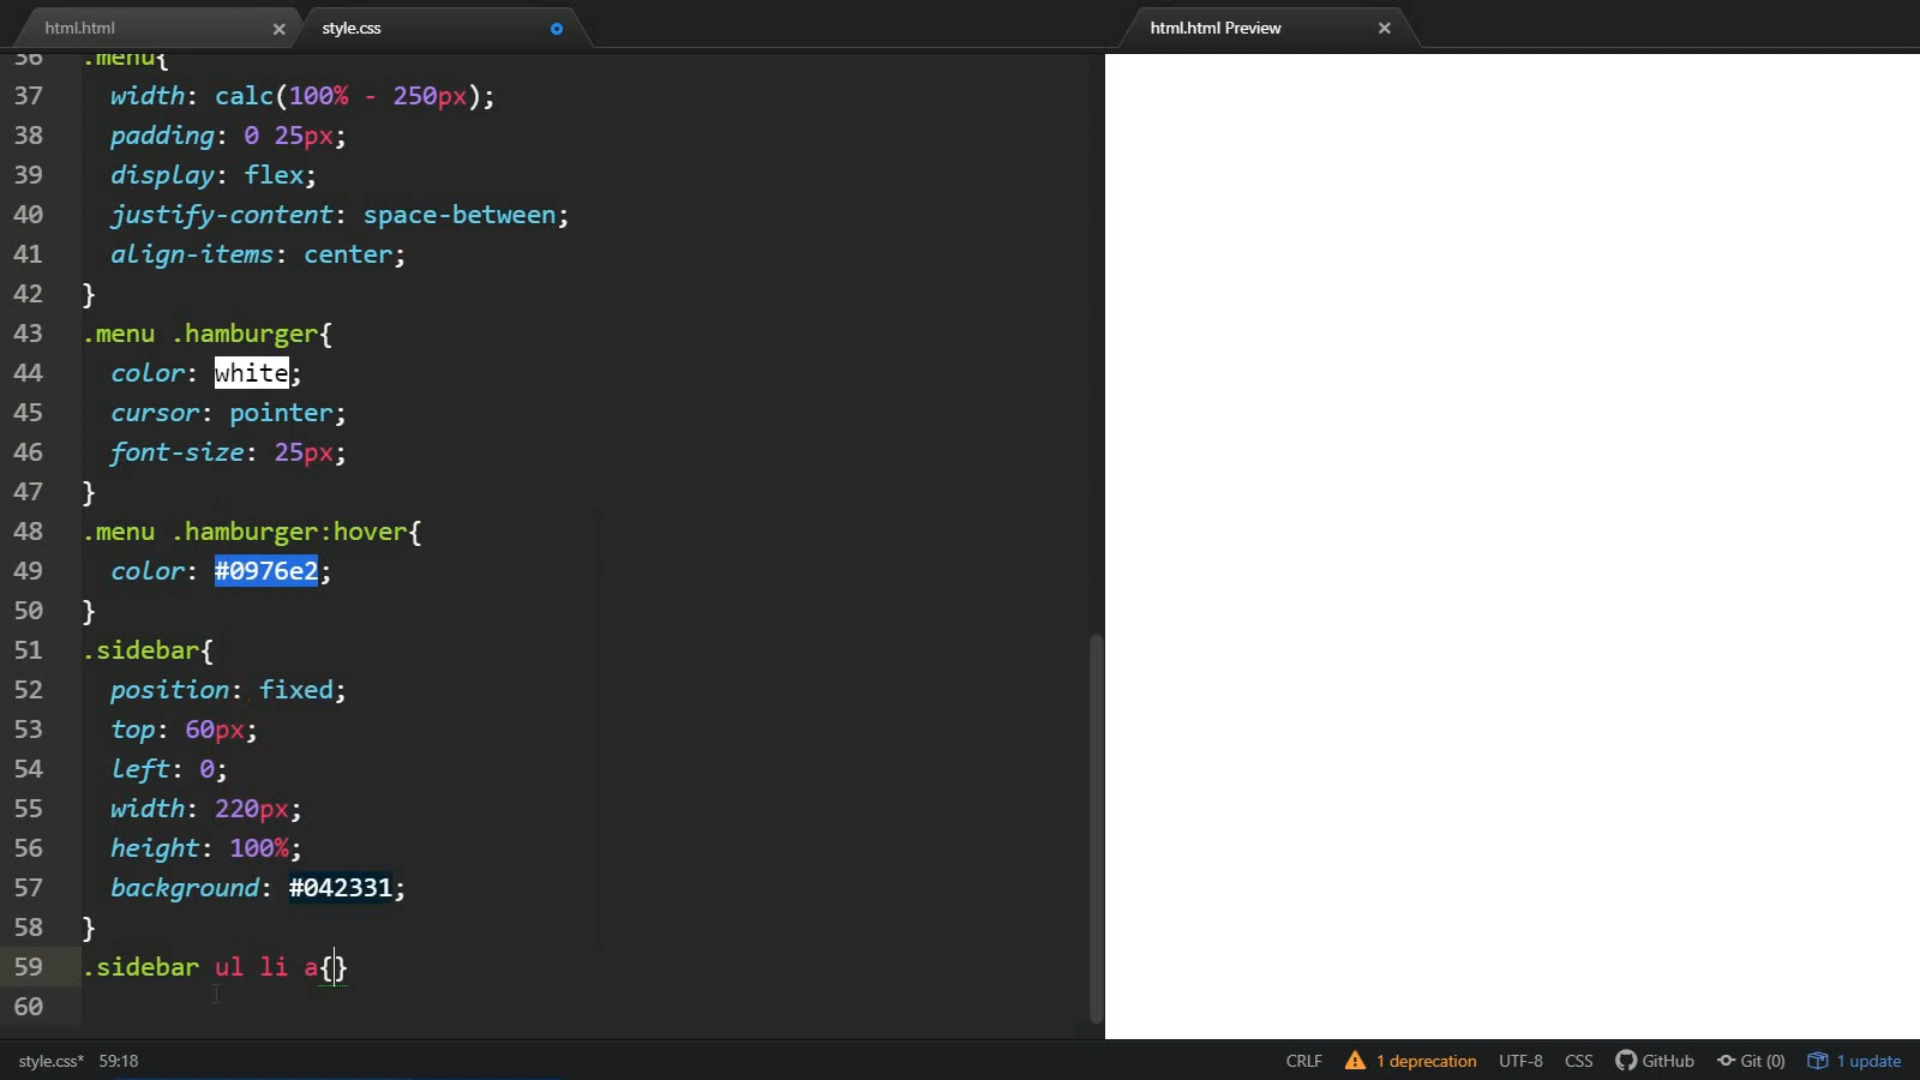 html.html
style.css
html.html Preview
36 .menu{
37 width: calc(100% - 250px);
38 padding: 0 25px;
39 display: flex;
40 justify-content: space-between;
41 align-items: center;
42 }
43 .menu .hamburger{
44 color: white;
45 cursor: pointer;
46 font-size: 25px;
47 }
48 .menu .hamburger:hover{
49 color: #0976e2;
50 }
51 .sidebar{
52 position: fixed;
53 top: 60px;
54 left: 0;
55 width: 220px;
56 height: 100%;
57 background: #042331;
58 }
59 .sidebar ul li a{}
60
style.css* 59:18 CRLF 1 deprecation UTF-8 CSS GitHub Git (0) 1 update